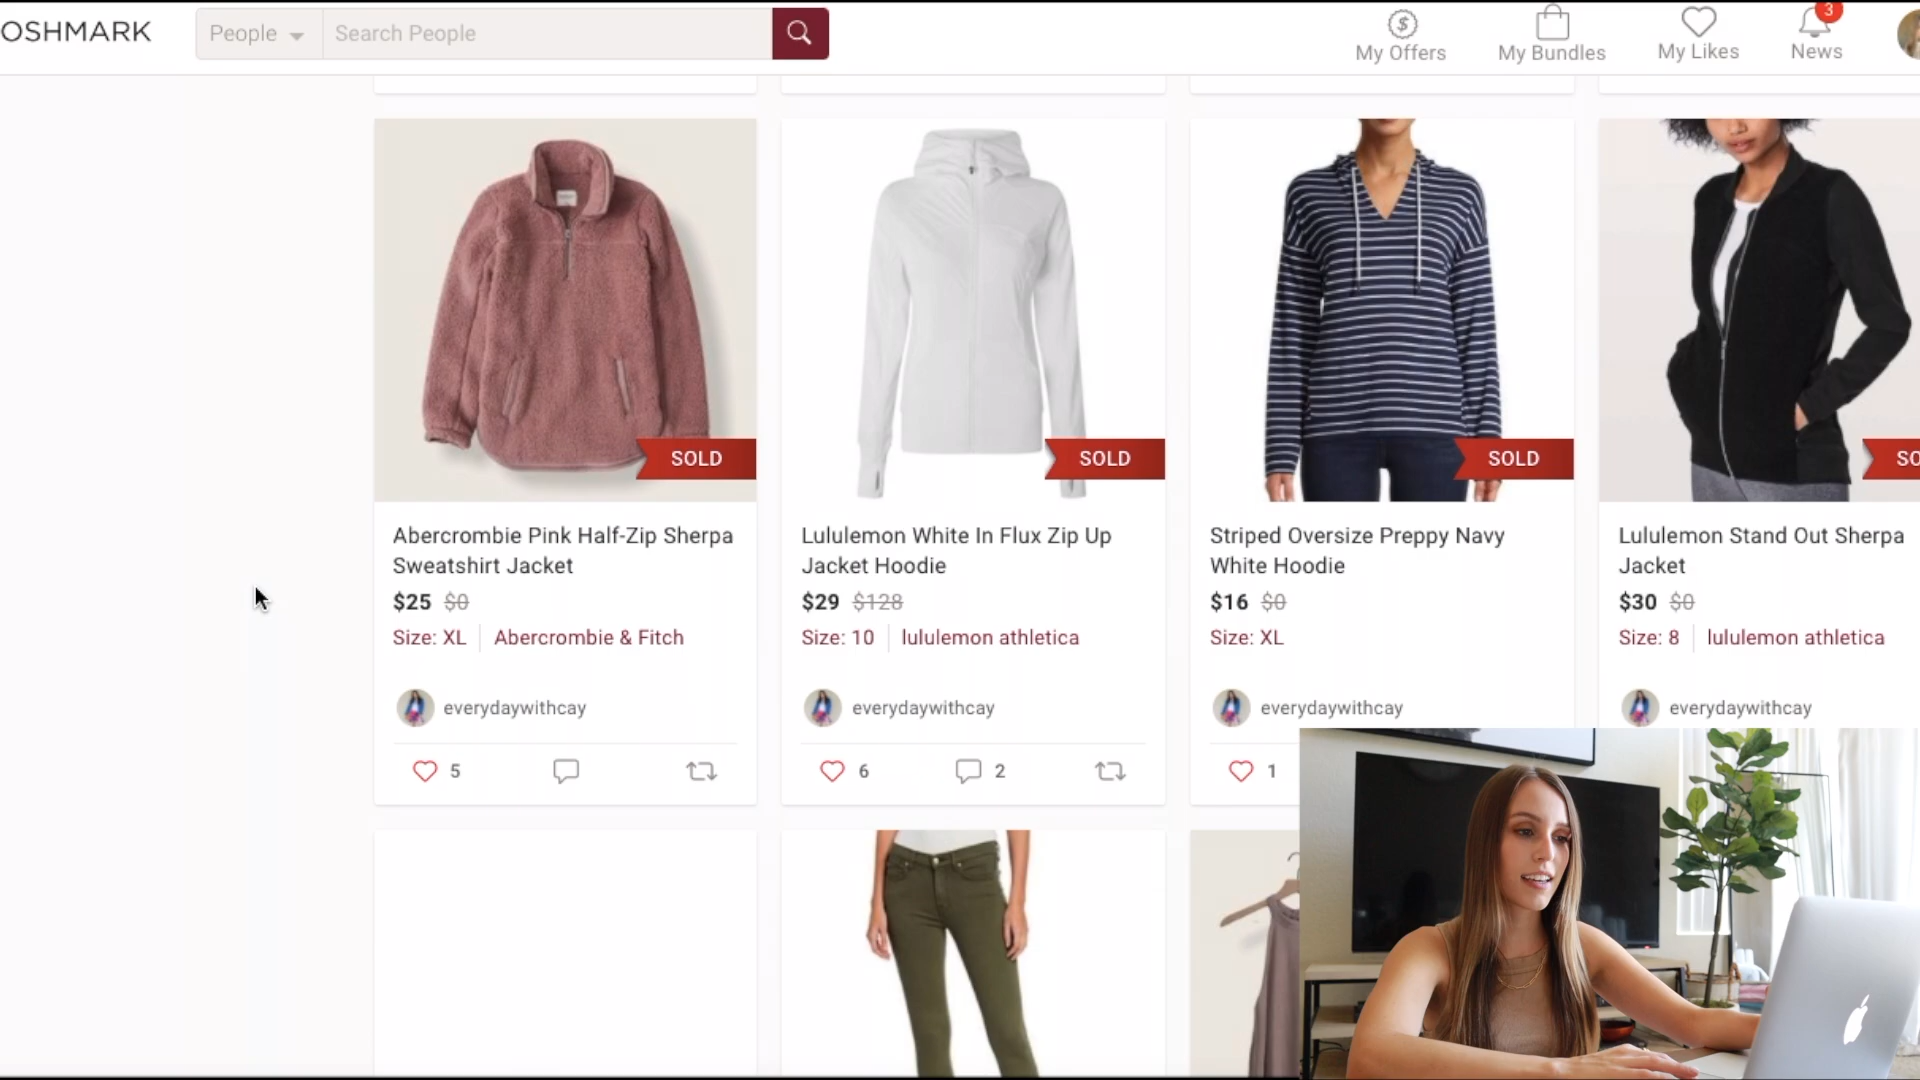 OSHMARK
People
Search People
My Offers
My Bundles
My Likes
3
News
SOLD
SOLD
SOLD
SO
Abercrombie Pink Half-Zip Sherpa
Sweatshirt Jacket
$25 $0
Size: XL Abercrombie & Fitch
everydaywithcay
5
Lululemon White In Flux Zip Up
Jacket Hoodie
$29 $128
Size: 10 lululemon athletica
everydaywithcay
6 2
Striped Oversize Preppy Navy
White Hoodie
$16 $0
Size: XL
everydaywithcay
1
Lululemon Stand Out Sherpa
Jacket
$30 $0
Size: 8 lululemon athletica
everydaywithcay